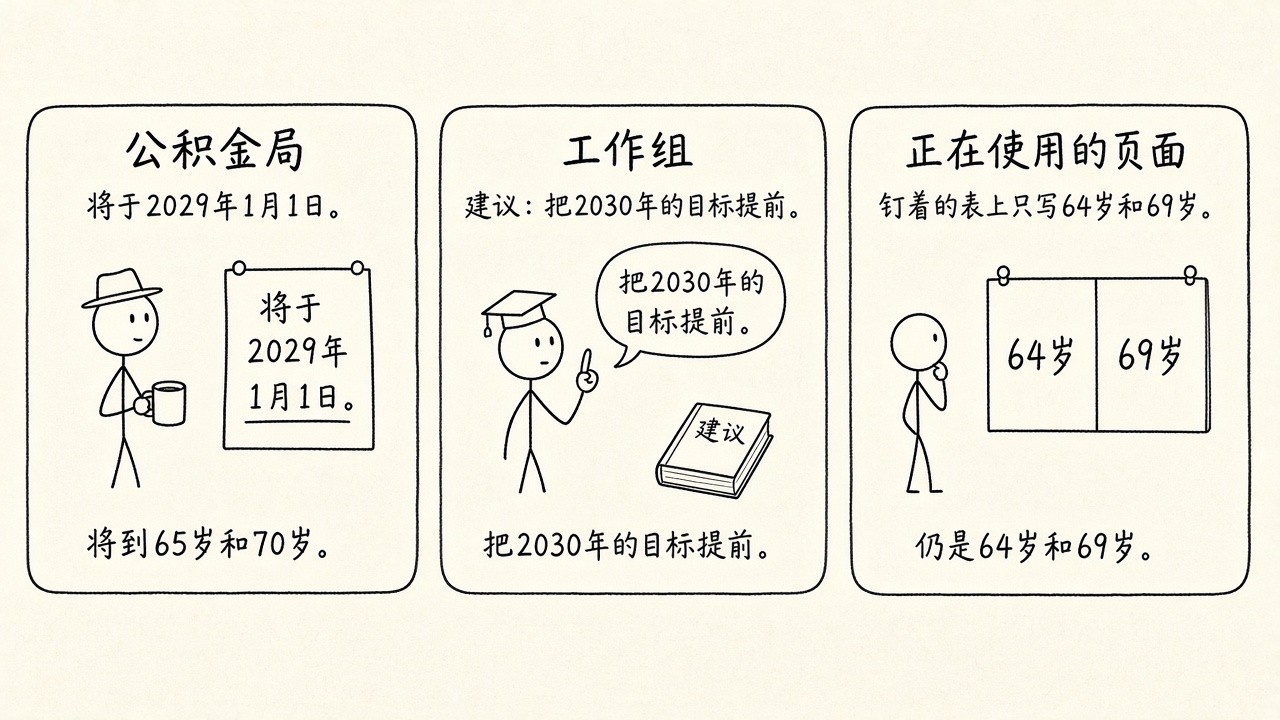 公积金局
将于2029年1月1日。
将于
2029年
1月1日。
将到65岁和70岁。
工作组
建议：把2030年的目标提前。
把2030年的
目标提前。
建议
把2030年的目标提前。
正在使用的页面
钉着的表上只写64岁和69岁。
64岁
69岁
仍是64岁和69岁。